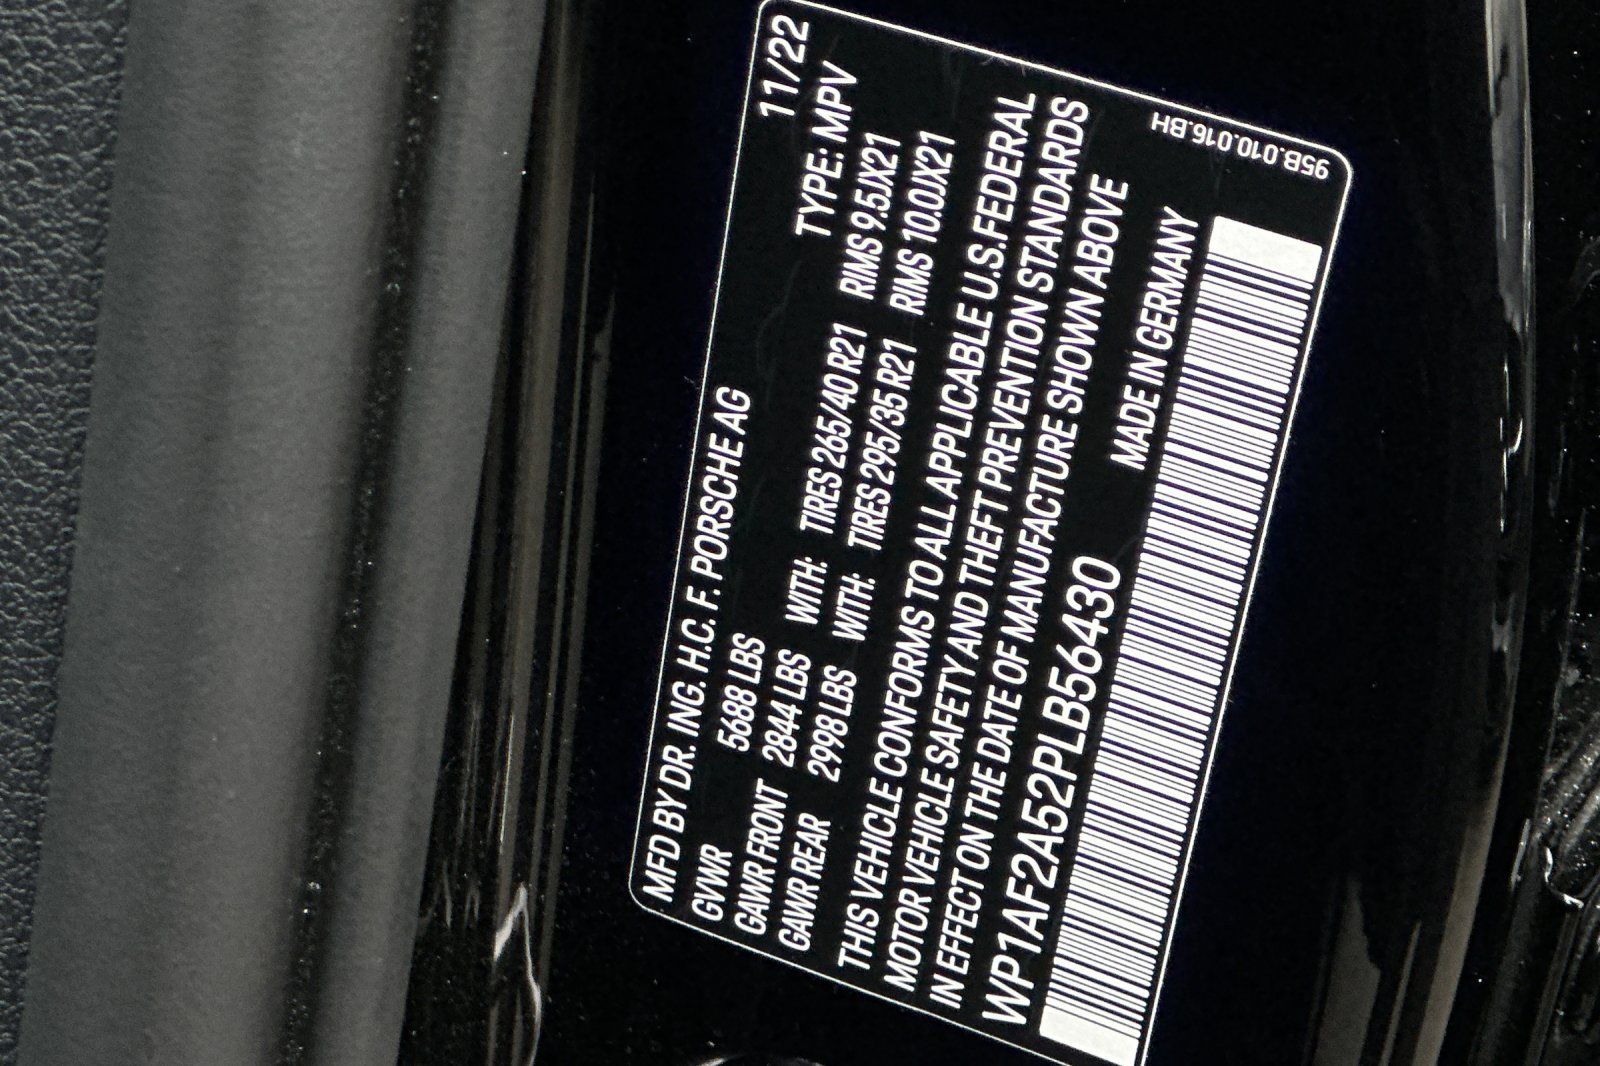 MFD BY DR. ING. H.C. F. PORSCHE AG 11/22
GVWR 5688 LBS TYPE: MPV
GAWR FRONT 2844 LBS WITH: TIRES 265/40 R21 RIMS 9.5JX21
GAWR REAR 2998 LBS WITH: TIRES 295/35 R21 RIMS 10.0JX21
THIS VEHICLE CONFORMS TO ALL APPLICABLE U.S.FEDERAL
MOTOR VEHICLE SAFETY AND THEFT PREVENTION STANDARDS
IN EFFECT ON THE DATE OF MANUFACTURE SHOWN ABOVE
WP1AF2A52PLB56430 MADE IN GERMANY
95B.010.016.BH